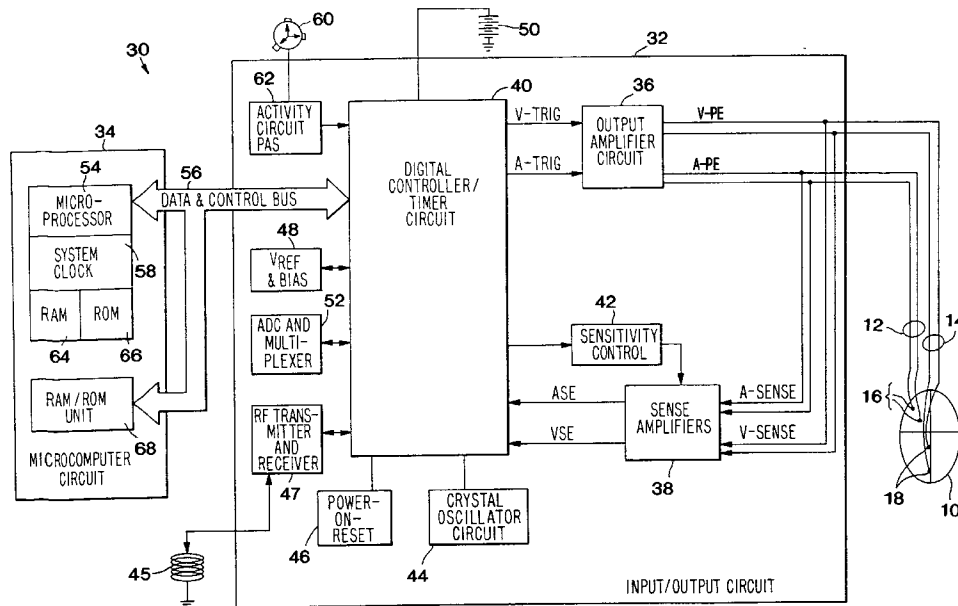 30
60
50
32
62
ACTIVITY
CIRCUIT
PAS
40
36
V-TRIG
A-TRIG
OUTPUT
AMPLIFIER
CIRCUIT
V-PE
A-PE
34
54
MICRO-
PROCESSOR
56
DATA & CONTROL BUS
DIGITAL
CONTROLLER/
TIMER
CIRCUIT
SYSTEM
CLOCK
58
48
VREF
& BIAS
RAM
ROM
64
66
52
ADC AND
MULTI-
PLEXER
42
SENSITIVITY
CONTROL
12
14
RAM/ROM
UNIT
68
MICROCOMPUTER
CIRCUIT
RF TRANS-
MITTER
AND
RECEIVER
47
ASE
VSE
SENSE
AMPLIFIERS
38
A-SENSE
V-SENSE
16
18
10
45
POWER-
ON-
RESET
46
CRYSTAL
OSCILLATOR
CIRCUIT
44
INPUT/OUTPUT CIRCUIT